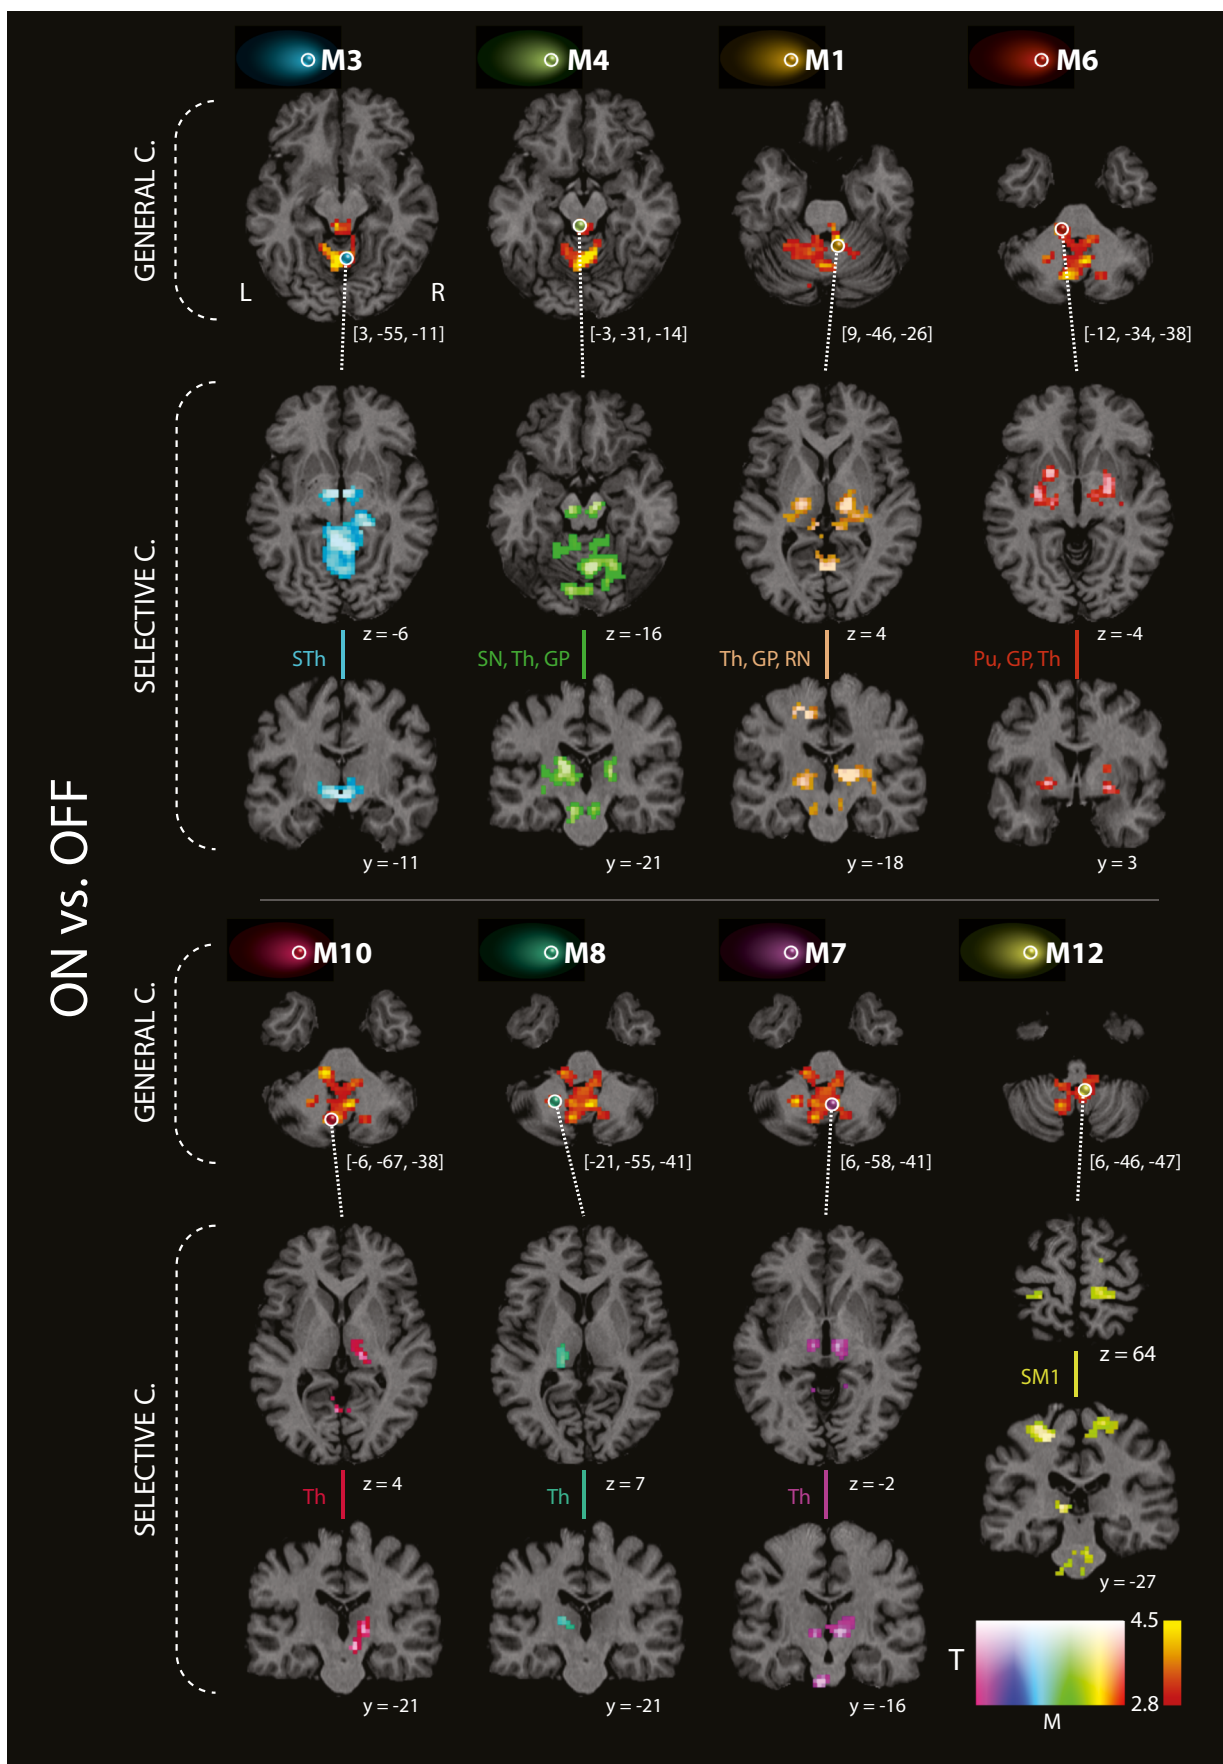 ON vs. OFF
M3 M4 M1 M6
GENERAL C.
L R
[3, -55, -11] [-3, -31, -14] [9, -46, -26] [-12, -34, -38]
SELECTIVE C.
z = -6 z = -16 z = 4 z = -4
STh SN, Th, GP Th, GP, RN Pu, GP, Th
y = -11 y = -21 y = -18 y = 3
M10 M8 M7 M12
GENERAL C.
[-6, -67, -38] [-21, -55, -41] [6, -58, -41] [6, -46, -47]
SELECTIVE C.
z = 64
SM1
z = 4 z = 7 z = -2
Th Th Th
y = -27
4.5
T
2.8
M
y = -21 y = -21 y = -16